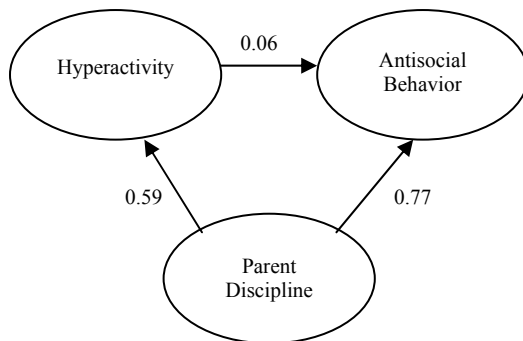 0.06
Hyperactivity
Antisocial
Behavior
0.59
0.77
Parent
Discipline